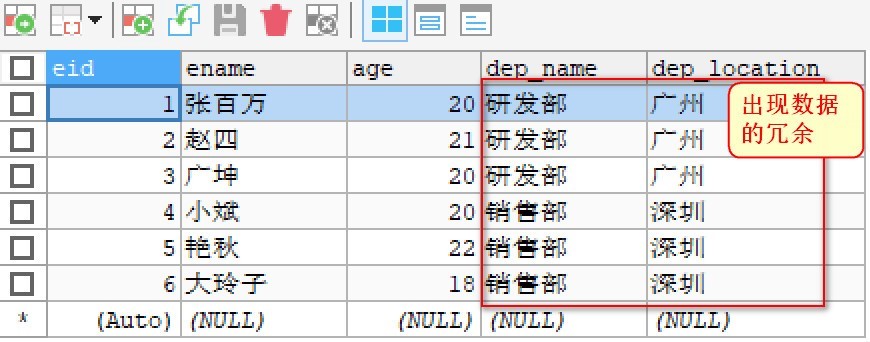 eid ename age dep_name dep_location
1 张百万 20 研发部 广州
2 赵四 21 研发部 广州
3 广坤 20 研发部 广州
4 小斌 20 销售部 深圳
5 艳秋 22 销售部 深圳
6 大玲子 18 销售部 深圳
* (Auto) (NULL) (NULL) (NULL) (NULL)
出现数据
的冗余